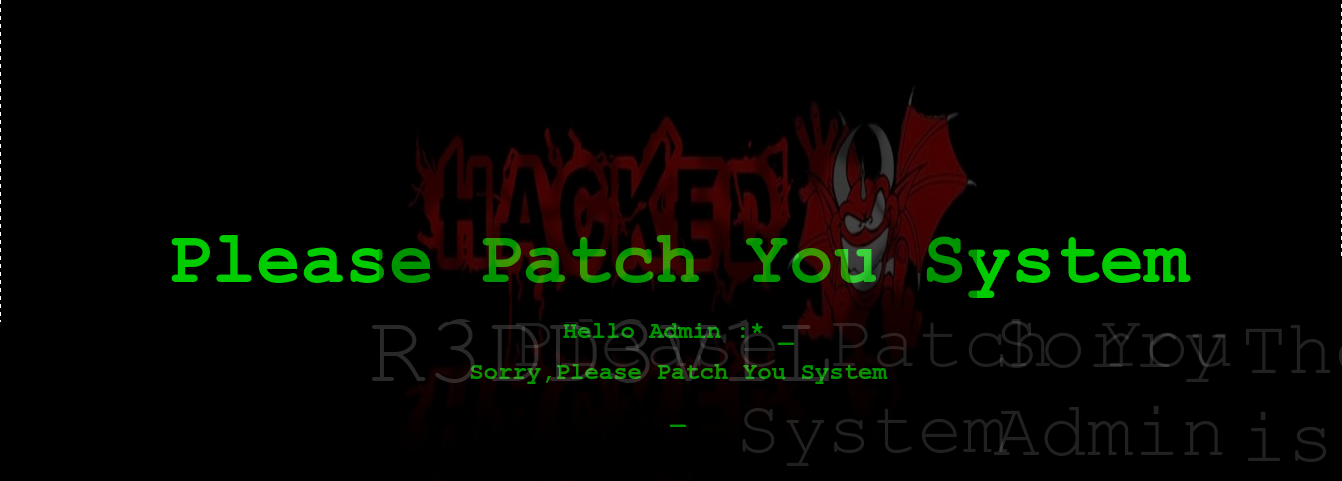 HACKED
Please Patch You System
Hello Admin :* _
R3DD3V1L
Please Patch You
Sorry
The
Sorry,Please Patch You System
_
System
Admin
is